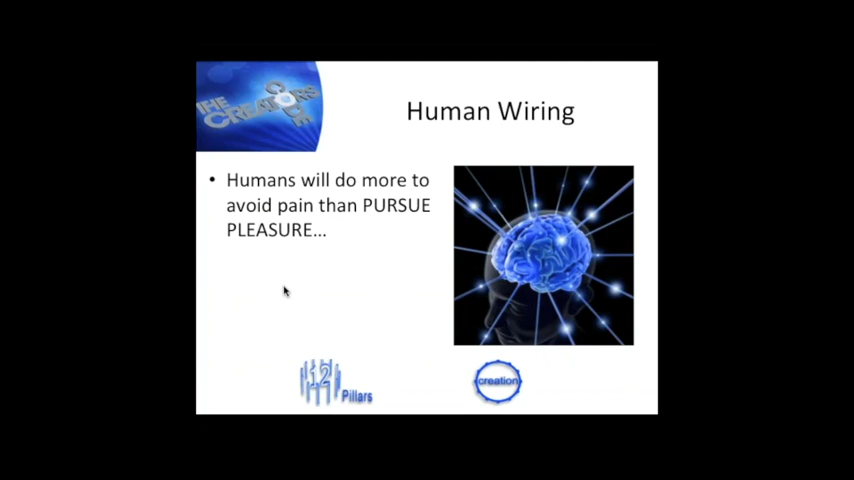 THE
CREATORS
CODE
Human Wiring
• Humans will do more to
avoid pain than PURSUE
PLEASURE...
12
Pillars
creation